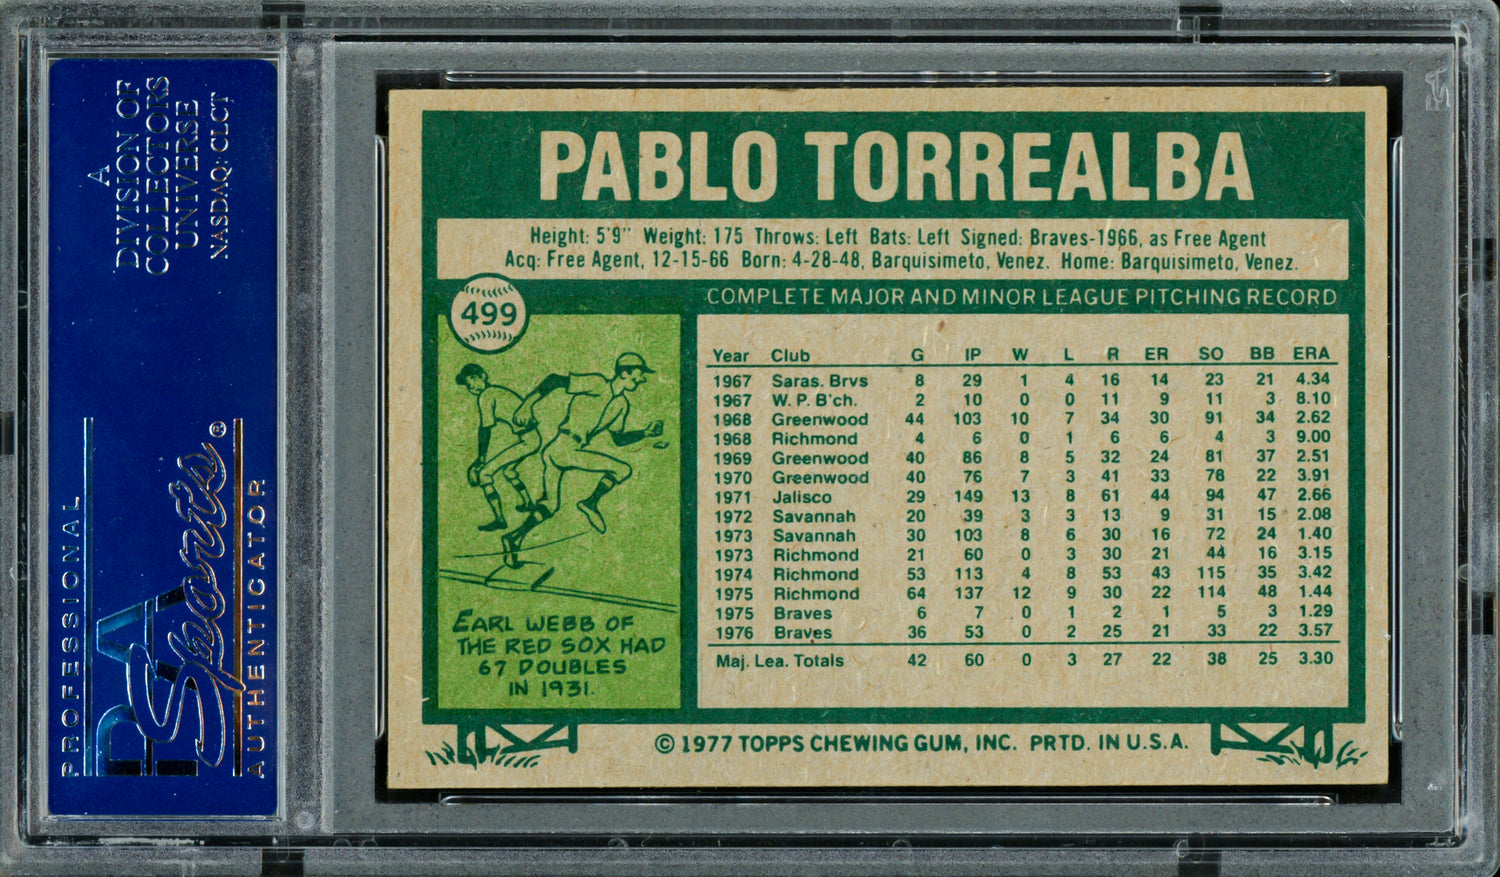 A
DIVISION OF
COLLECTORS
UNIVERSE
NASDAQ: CLCT
PROFESSIONAL
PSA
Sports®
AUTHENTICATOR
PSA
PABLO TORREALBA
Height: 5'9" Weight: 175 Throws: Left Bats: Left Signed: Braves-1966, as Free Agent
Acq: Free Agent, 12-15-66 Born: 4-28-48, Barquisimeto, Venez. Home: Barquisimeto, Venez.
499
COMPLETE MAJOR AND MINOR LEAGUE PITCHING RECORD
Year Club G IP W L R ER SO BB ERA
1967 Saras. Brvs 8 29 1 4 16 14 23 21 4.34
1967 W. P. B'ch. 2 10 0 0 11 9 11 3 8.10
1968 Greenwood 44 103 10 7 34 30 91 34 2.62
1968 Richmond 4 6 0 1 6 6 4 3 9.00
1969 Greenwood 40 86 8 5 32 24 81 37 2.51
1970 Greenwood 40 76 7 3 41 33 76 22 3.91
1971 Jalisco 29 149 13 8 61 44 94 47 2.66
1972 Savannah 20 39 3 3 13 9 31 15 2.08
1973 Savannah 30 103 8 6 30 16 72 24 1.40
1973 Richmond 21 60 0 3 30 21 44 16 3.15
1974 Richmond 53 113 4 8 53 43 115 35 3.42
1975 Richmond 64 137 12 9 30 22 114 48 1.44
1975 Braves 6 7 0 1 2 1 5 3 1.29
1976 Braves 36 53 0 2 25 21 33 22 3.57
Maj. Lea. Totals 42 60 0 3 27 22 38 25 3.30
EARL WEBB OF
THE RED SOX HAD
67 DOUBLES
IN 1931.
© 1977 TOPPS CHEWING GUM, INC. PRTD. IN U.S.A.